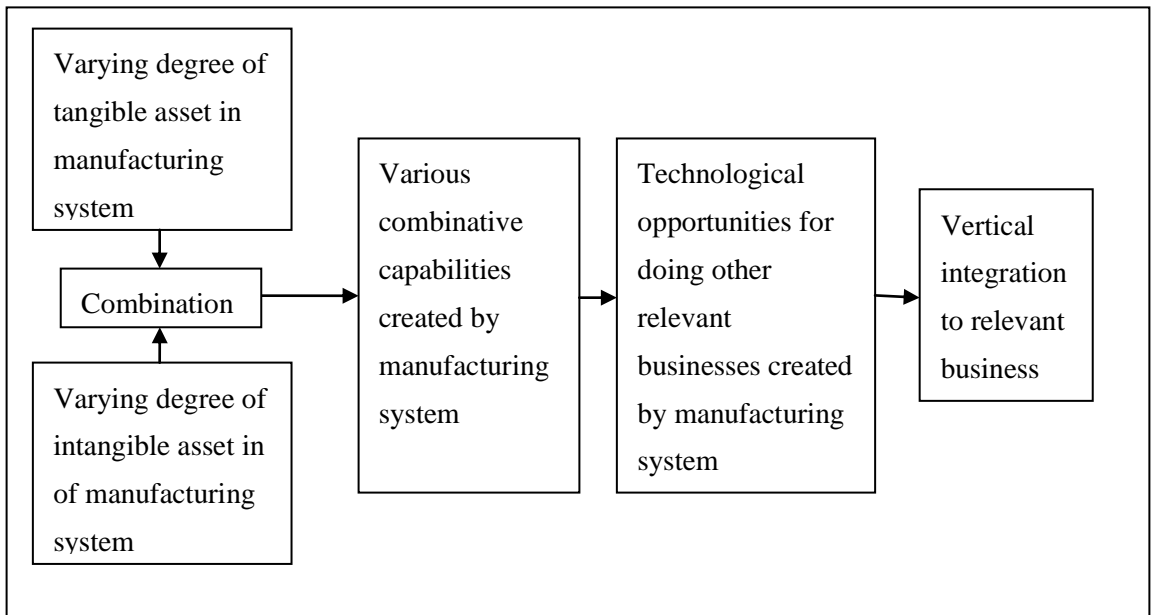 Varying degree of
tangible asset in
manufacturing
system
Combination
Varying degree of
intangible asset in
of manufacturing
system
Various
combinative
capabilities
created by
manufacturing
system
Technological
opportunities for
doing other
relevant
businesses created
by manufacturing
system
Vertical
integration
to relevant
business